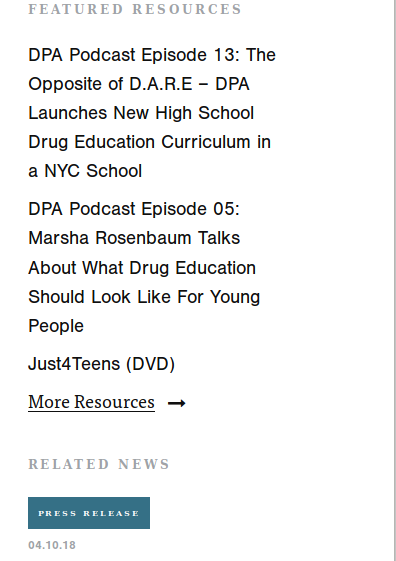 FEATURED RESOURCES
DPA Podcast Episode 13: The
Opposite of D.A.R.E – DPA
Launches New High School
Drug Education Curriculum in
a NYC School
DPA Podcast Episode 05:
Marsha Rosenbaum Talks
About What Drug Education
Should Look Like For Young
People
Just4Teens (DVD)
More Resources →
RELATED NEWS
PRESS RELEASE
04.10.18